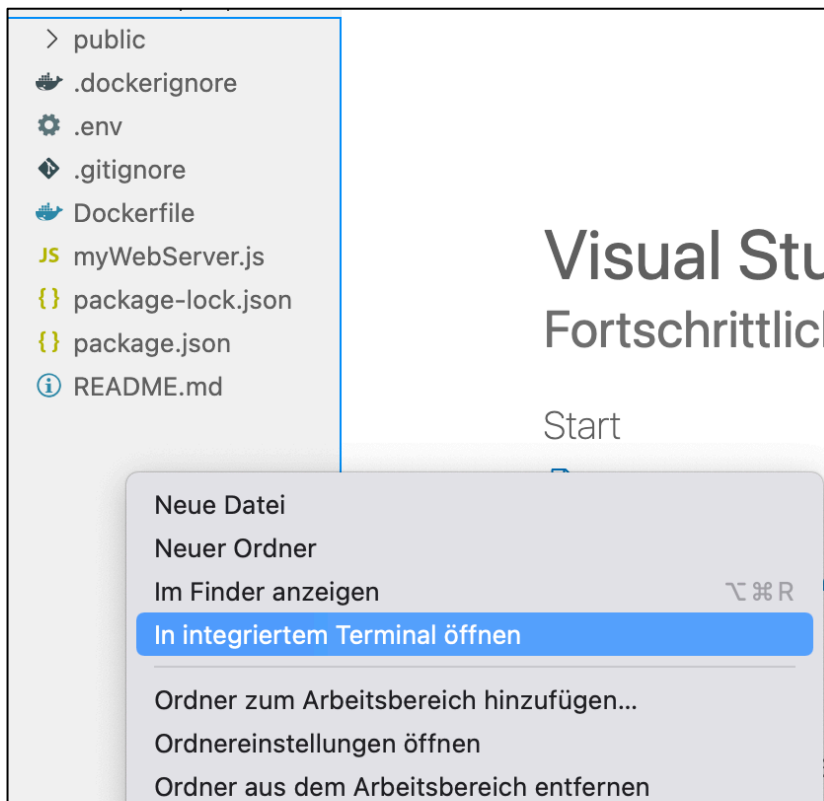 public
.dockerignore
.env
.gitignore
Dockerfile
JS myWebServer.js
{} package-lock.json
{} package.json
README.md
Visual Stu
Fortschrittlich
Start
Neue Datei
Neuer Ordner
Im Finder anzeigen ⌥⌘R
In integriertem Terminal öffnen
Ordner zum Arbeitsbereich hinzufügen...
Ordnereinstellungen öffnen
Ordner aus dem Arbeitsbereich entfernen